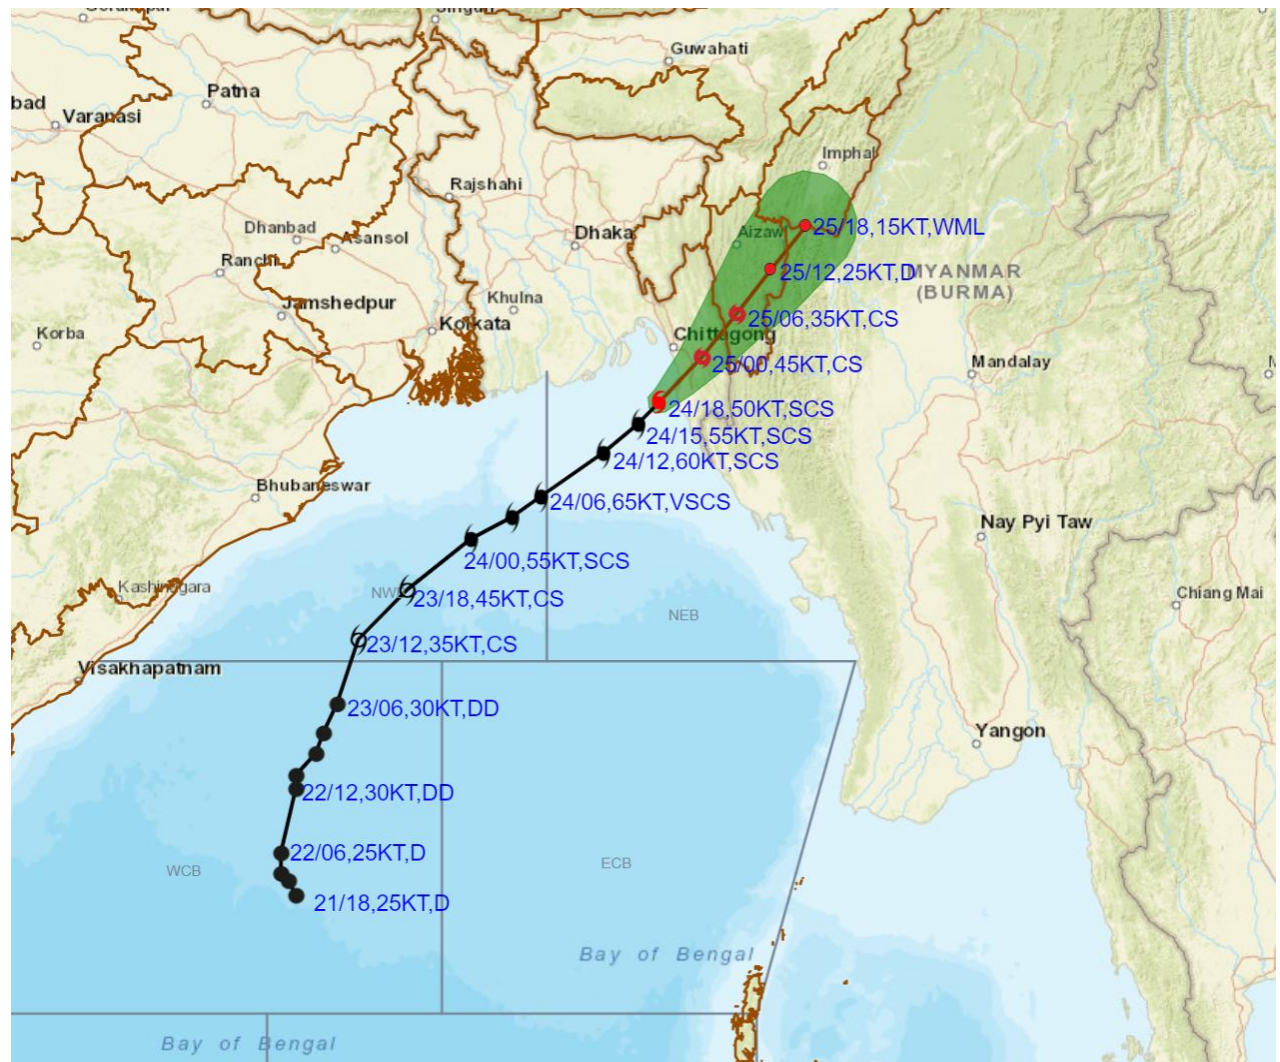 Patna
bad
Varanasi
Guwahati
Imphal
Rajshahi
Dhanbad
Asansol
Dhaka
25/18,15KT,WML
Ranchi
25/12,25KT,D
MYANMAR
(BURMA)
Jamshedpur
Khulna
Korba
Kolkata
25/06,35KT,CS
Chittagong
Mandalay
25/00,45KT,CS
24/18,50KT,SCS
24/15,55KT,SCS
24/12,60KT,SCS
Bhubaneswar
24/06,65KT,VSCS
Nay Pyi Taw
24/00,55KT,SCS
Chiang Mai
23/18,45KT,CS
NEB
23/12,35KT,CS
Visakhapatnam
23/06,30KT,DD
Yangon
22/12,30KT,DD
22/06,25KT,D
WCB
ECB
21/18,25KT,D
Bay of Bengal
Bay of Bengal